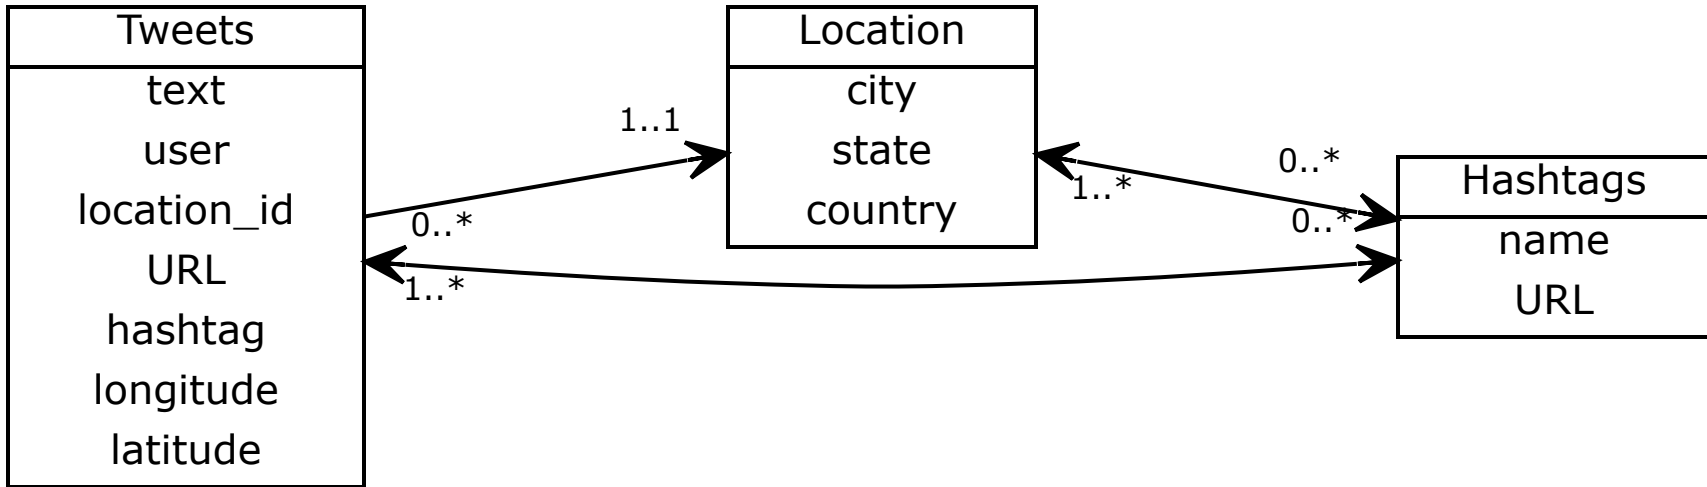 Tweets
text
user
location_id
URL
hashtag
longitude
latitude
1..1
0..*
1..*
Location
city
state
country
0..*
1..*
0..*
Hashtags
name
URL